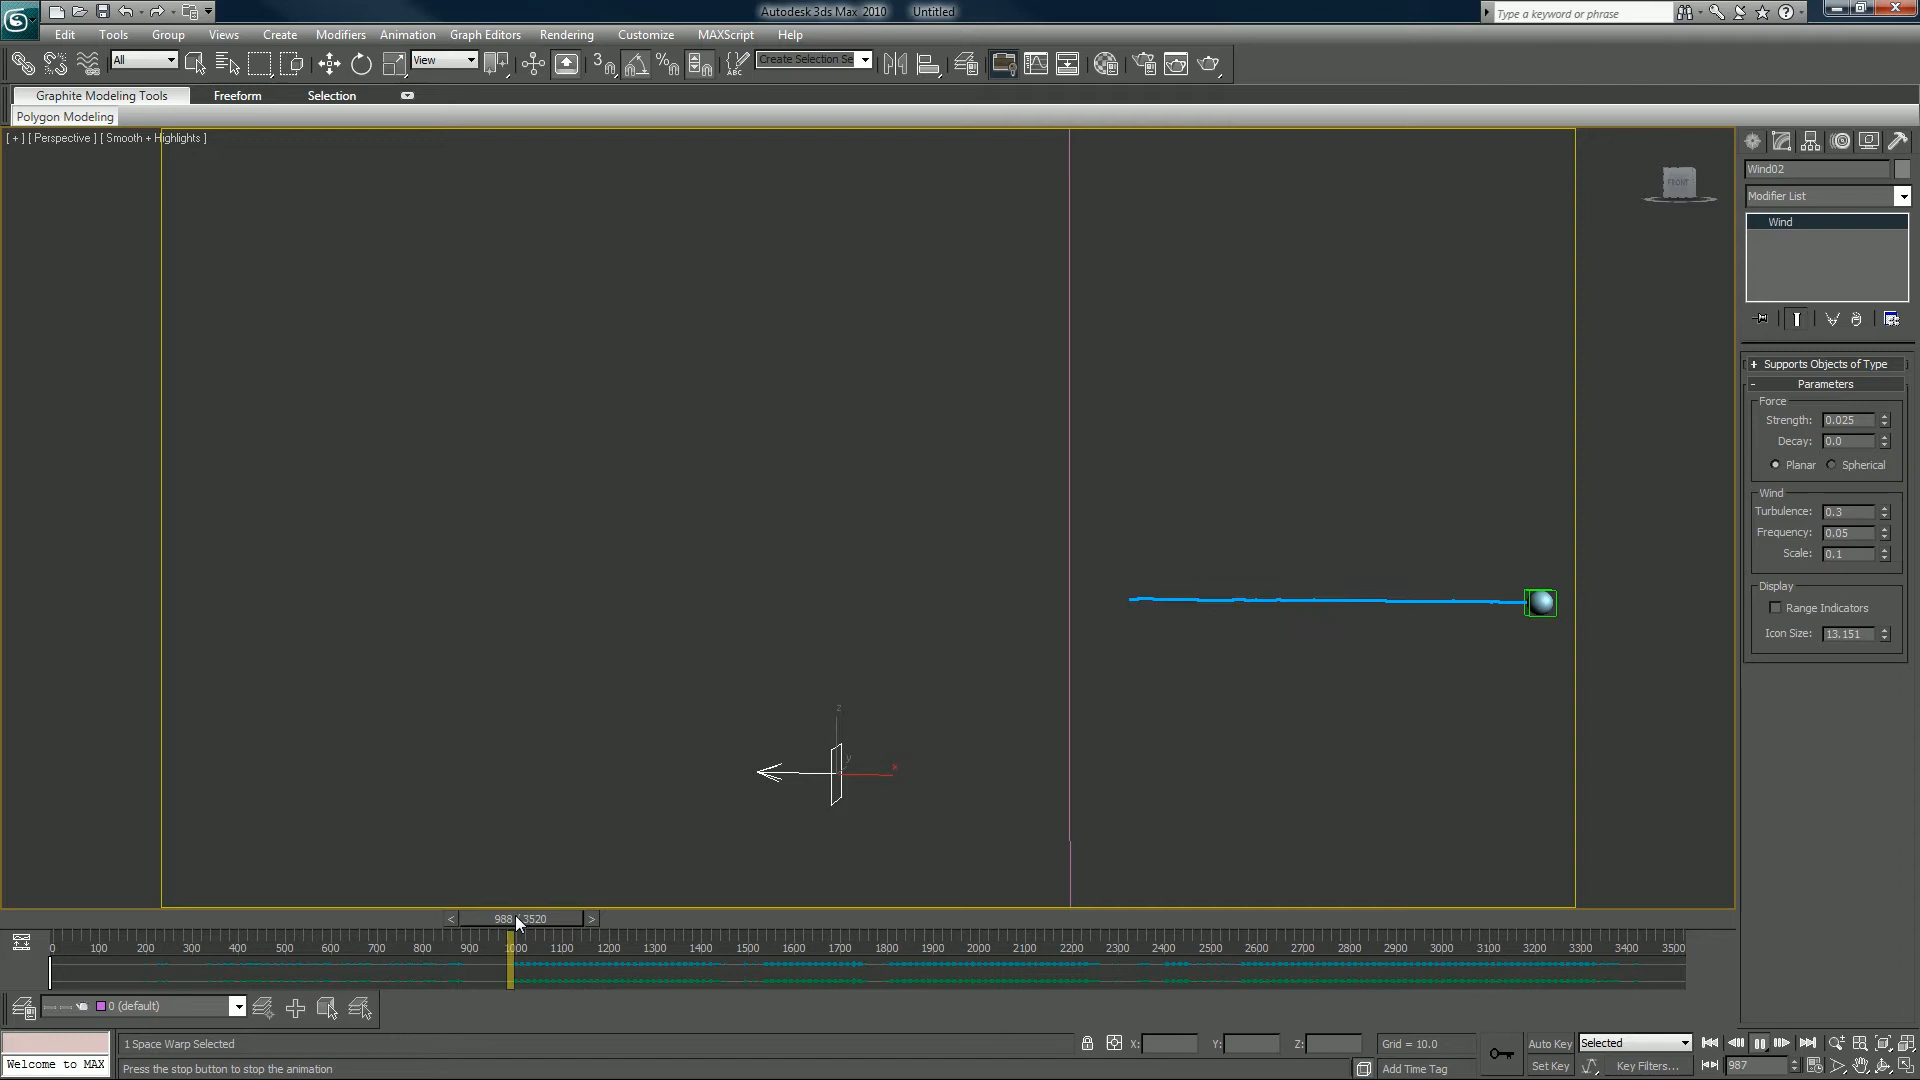 Autodesk 3ds Max 2010 Untitled
Type a keyword or phrase
Edit Tools Group Views Create Modifiers Animation Graph Editors Rendering Customize MAXScript Help
All
View
3
%
ABC
Create Selection Se
Graphite Modeling Tools Freeform Selection
Polygon Modeling
[ + ] [ Perspective ] [ Smooth + Highlights ]
FRONT
Wind02
Modifier List
Wind
+ Supports Objects of Type
- Parameters
Force
Strength: 0.025
Decay: 0.0
Planar Spherical
Wind
Turbulence: 0.3
Frequency: 0.05
Scale: 0.1
Display
Range Indicators
Icon Size: 13.151
z
y
x
< 988 / 3520 >
0 100 200 300 400 500 600 700 800 900 1000 1100 1200 1300 1400 1500 1600 1700 1800 1900 2000 2100 2200 2300 2400 2500 2600 2700 2800 2900 3000 3100 3200 3300 3400 3500
0 (default)
1 Space Warp Selected
X: Y: Z: Grid = 10.0
Auto Key Selected
Welcome to MAX
Press the stop button to stop the animation
Add Time Tag
Set Key Key Filters...
987